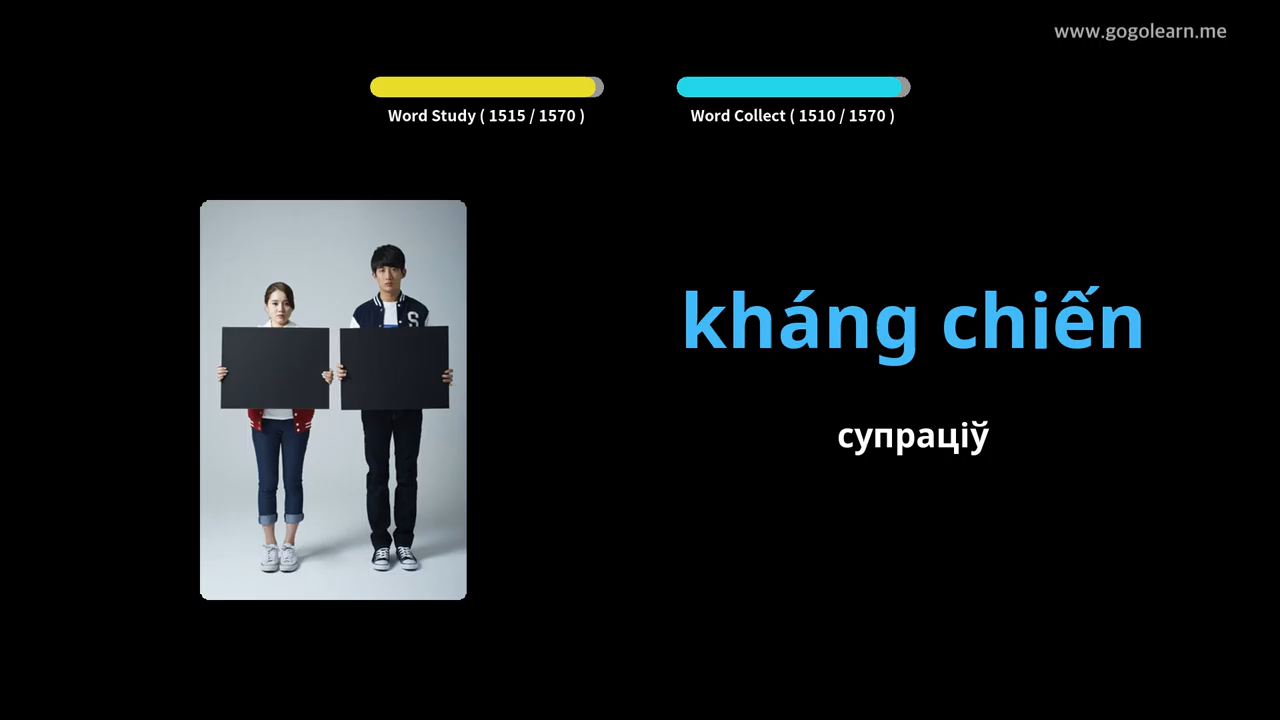 www.gogolearn.me
Word Study ( 1515 / 1570 )
Word Collect ( 1510 / 1570 )
S
kháng chiến
супраціў